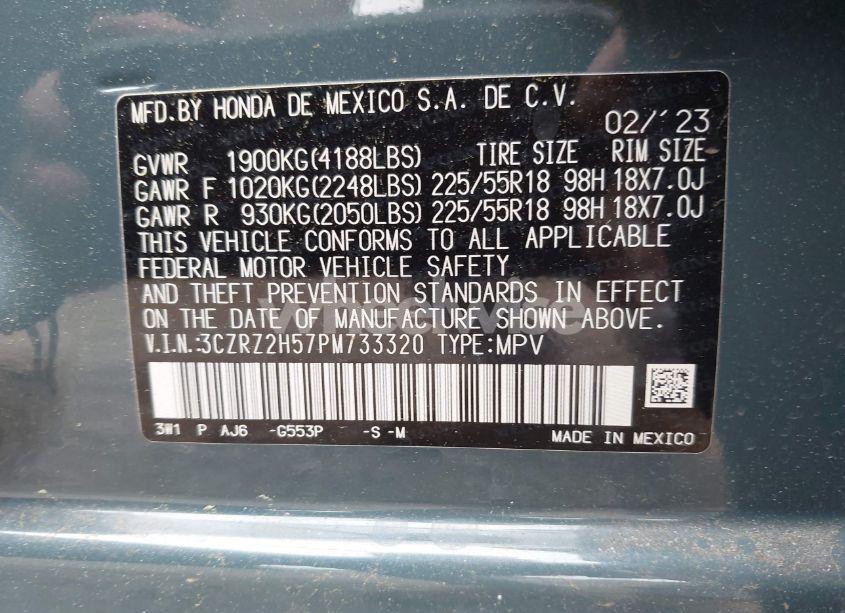 MFD.BY HONDA DE MEXICO S.A. DE C.V.
02/'23
GVWR 1900KG(4188LBS) TIRE SIZE RIM SIZE
GAWR F 1020KG(2248LBS) 225/55R18 98H 18X7.0J
GAWR R 930KG(2050LBS) 225/55R18 98H 18X7.0J
THIS VEHICLE CONFORMS TO ALL APPLICABLE
FEDERAL MOTOR VEHICLE SAFETY
AND THEFT PREVENTION STANDARDS IN EFFECT
ON THE DATE OF MANUFACTURE SHOWN ABOVE.
V.I.N.:3CZRZ2H57PM733320 TYPE:MPV
3W1 P AJ6 -G553P -S -M
MADE IN MEXICO